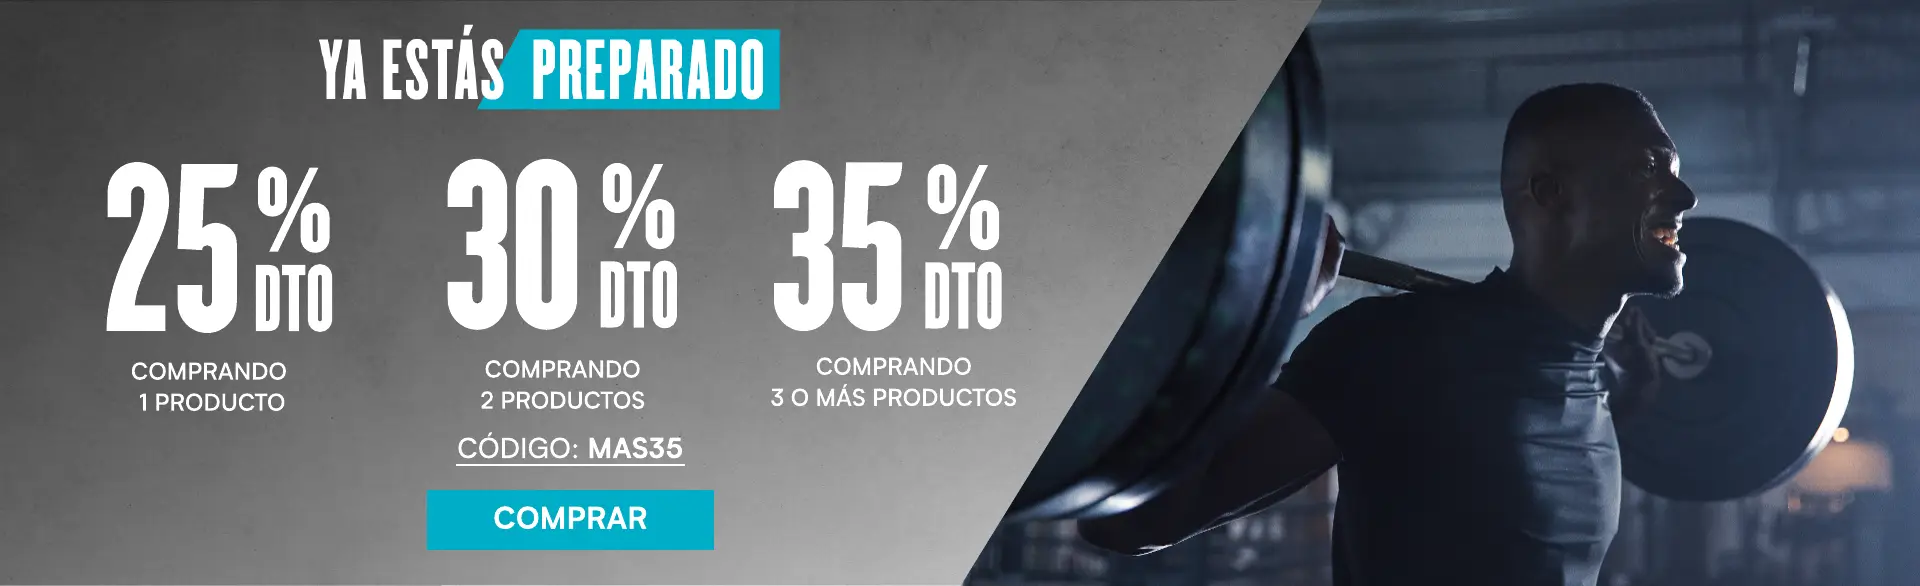 YA ESTÁS PREPARADO
25% DTO
COMPRANDO
1 PRODUCTO
30% DTO
COMPRANDO
2 PRODUCTOS
35% DTO
COMPRANDO
3 O MÁS PRODUCTOS
CÓDIGO: MAS35
COMPRAR